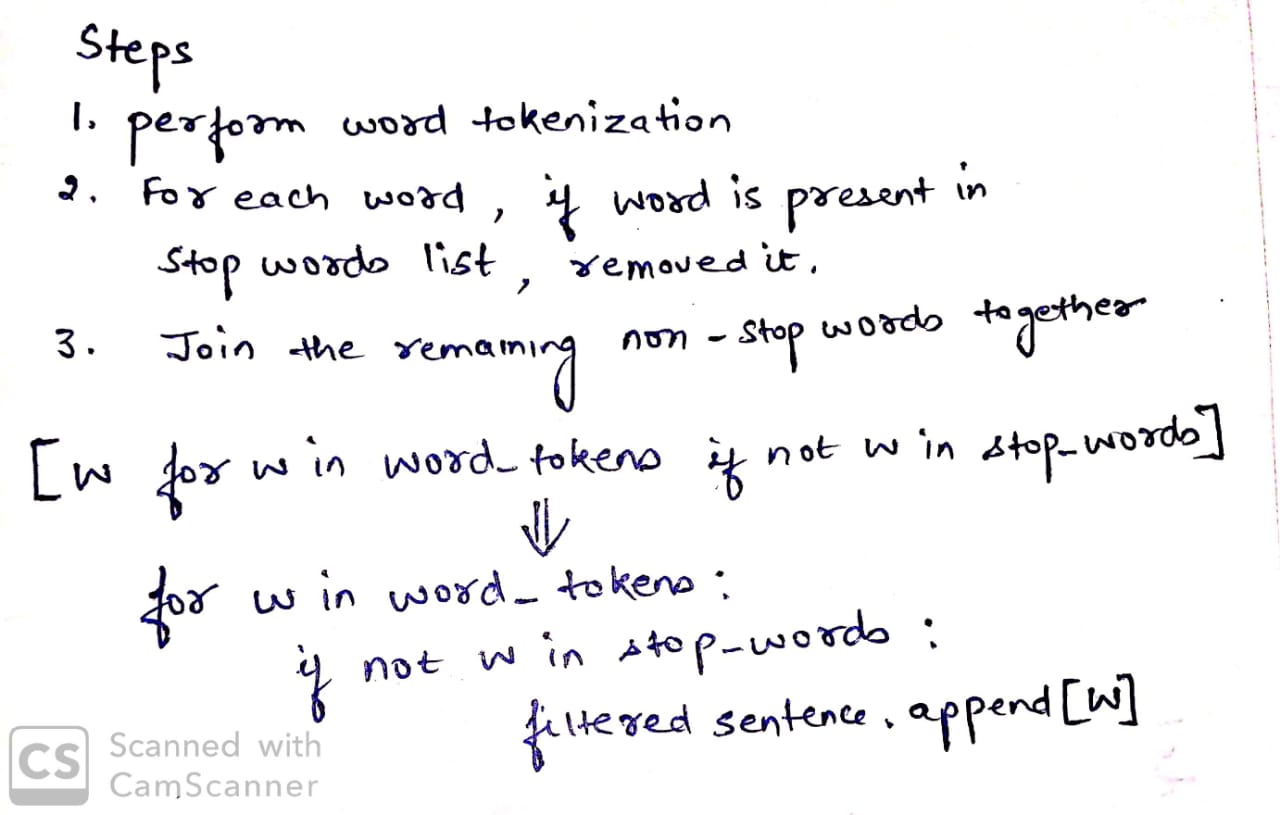 Steps
1. perform word tokenization
2. For each word, if word is present in
stop words list, removed it.
3. Join the remaining non-stop words together
[w for w in word_tokens if not w in stop_words]
⇓
for w in word_tokens:
if not w in stop_words:
filtered sentence.append[w]
CS Scanned with
CamScanner